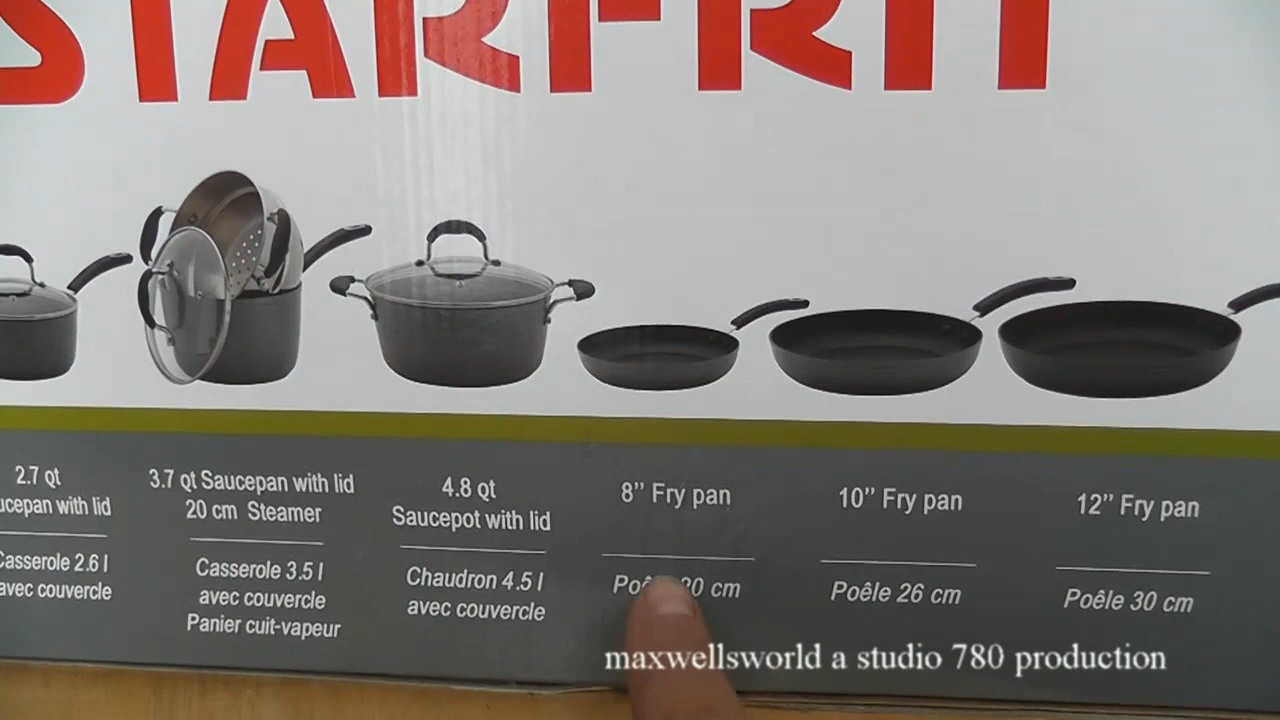 STARFRIT
2.7 qt
ucepan with lid
Casserole 2.6 l
avec couvercle
3.7 qt Saucepan with lid
20 cm Steamer
Casserole 3.5 l
avec couvercle
Panier cuit-vapeur
4.8 Qt
Saucepot with lid
Chaudron 4.5 l
avec couvercle
8" Fry pan
Poêle 20 cm
10" Fry pan
Poêle 26 cm
12" Fry pan
Poêle 30 cm
maxwellsworld a studio 780 production